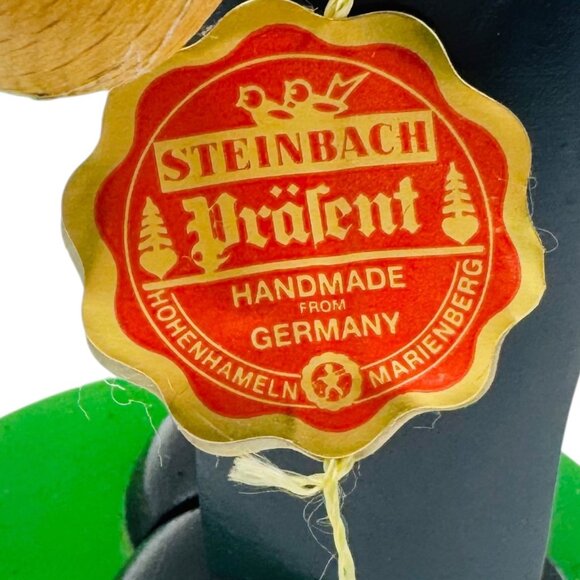 STEINBACH
Präſent
HANDMADE
FROM
GERMANY
HOHENHAMELN MARIENBERG